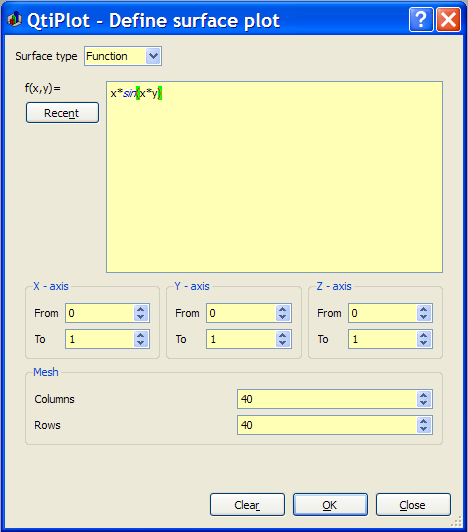 QtiPlot - Define surface plot
Surface type Function
f(x,y)=
x*sin(x*y)
Recent
X - axis Y - axis Z - axis
From 0 From 0 From 0
To 1 To 1 To 1
Mesh
Columns 40
Rows 40
Clear OK Close